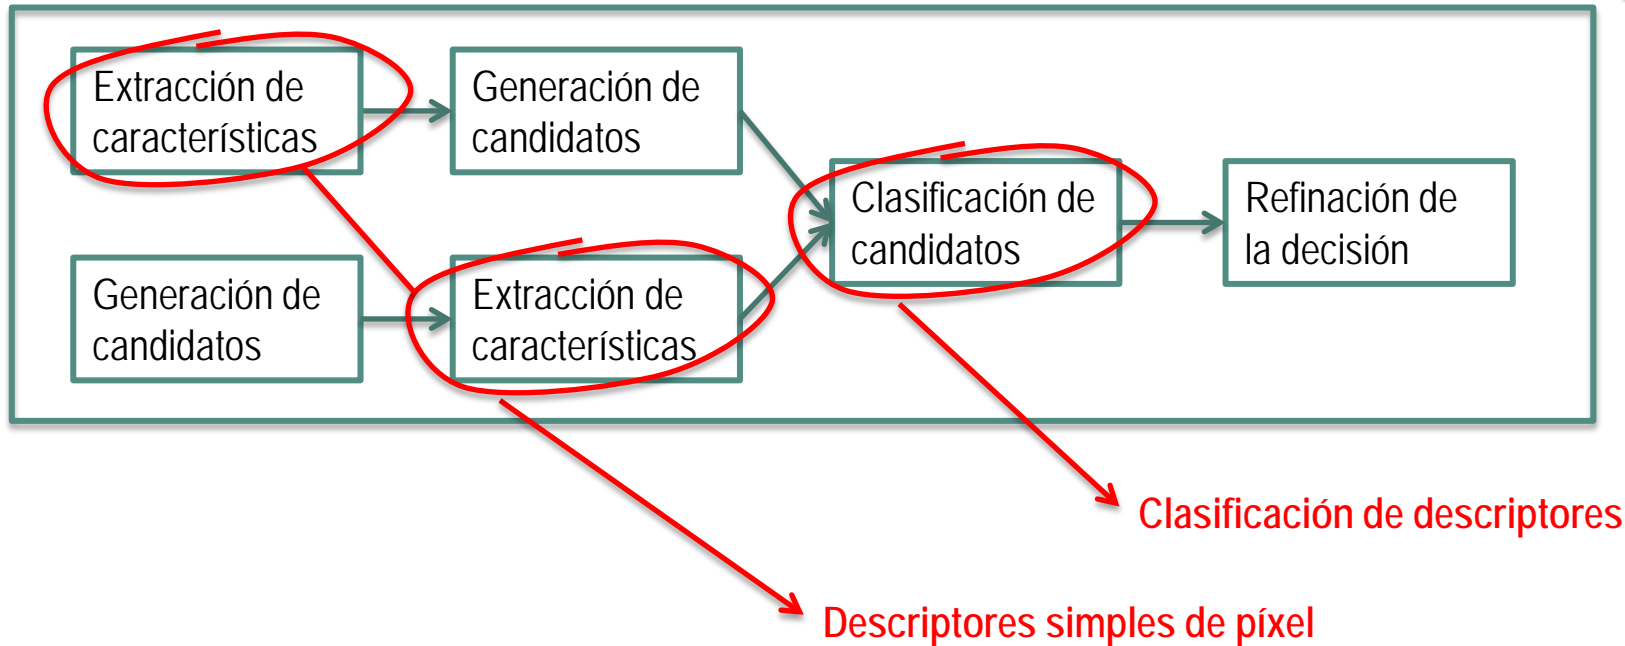 Extracción de
características
Generación de
candidatos
Generación de
candidatos
Extracción de
características
Clasificación de
candidatos
Refinación de
la decisión
Clasificación de descriptores
Descriptores simples de píxel